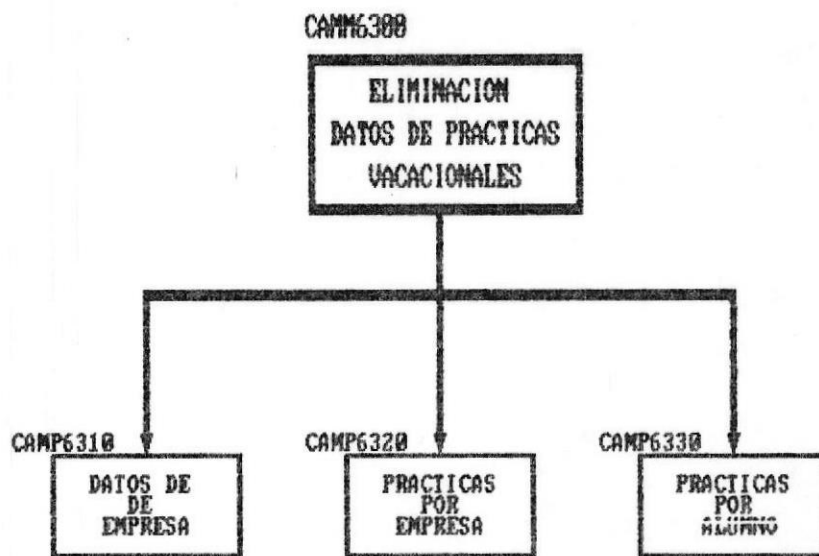 CAMM6300
ELIMINACION
DATOS DE PRACTICAS
VACACIONALES
CAMP6310
DATOS DE
DE
EMPRESA
CAMP6320
PRACTICAS
POR
EMPRESA
CAMP6330
PRACTICAS
POR
ALUMNO